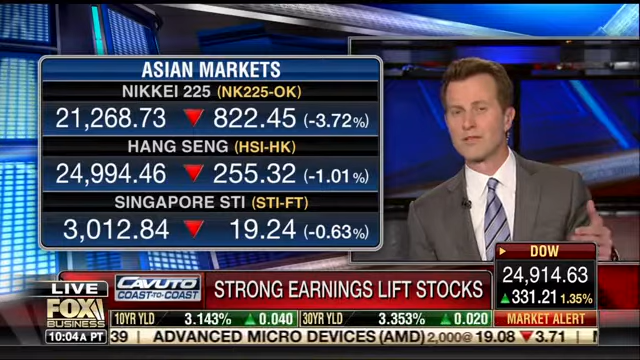 ASIAN MARKETS
NIKKEI 225 (NK225-OK)
21,268.73 ▼ 822.45 (-3.72%)
HANG SENG (HSI-HK)
24,994.46 ▼ 255.32 (-1.01%)
SINGAPORE STI (STI-FT)
3,012.84 ▼ 19.24 (-0.63%)
DOW
24,914.63
▲ 331.21 1.35%
MARKET ALERT
LIVE
FOX
BUSINESS
10:04A PT
CAVUTO
COAST-TO-COAST
STRONG EARNINGS LIFT STOCKS
10YR YLD 3.143% ▲ 0.040 30YR YLD 3.353% ▲ 0.020
39 | ADVANCED MICRO DEVICES (AMD) 2,000@ 19.08 ▼ 3.71